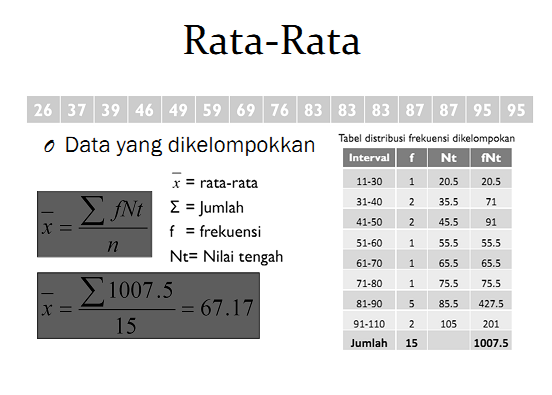 Rata-Rata
26 37 39 46 49 59 69 76 83 83 83 87 87 95 95
Data yang dikelompokkan
x̅ = ∑ fNt / n
x̅ = rata-rata
Σ = Jumlah
f = frekuensi
Nt= Nilai tengah
x̅ = ∑ 1007.5 / 15 = 67.17
Tabel distribusi frekuensi dikelompokan
Interval f Nt fNt
11-30 1 20.5 20.5
31-40 2 35.5 71
41-50 2 45.5 91
51-60 1 55.5 55.5
61-70 1 65.5 65.5
71-80 1 75.5 75.5
81-90 5 85.5 427.5
91-110 2 105 201
Jumlah 15 1007.5